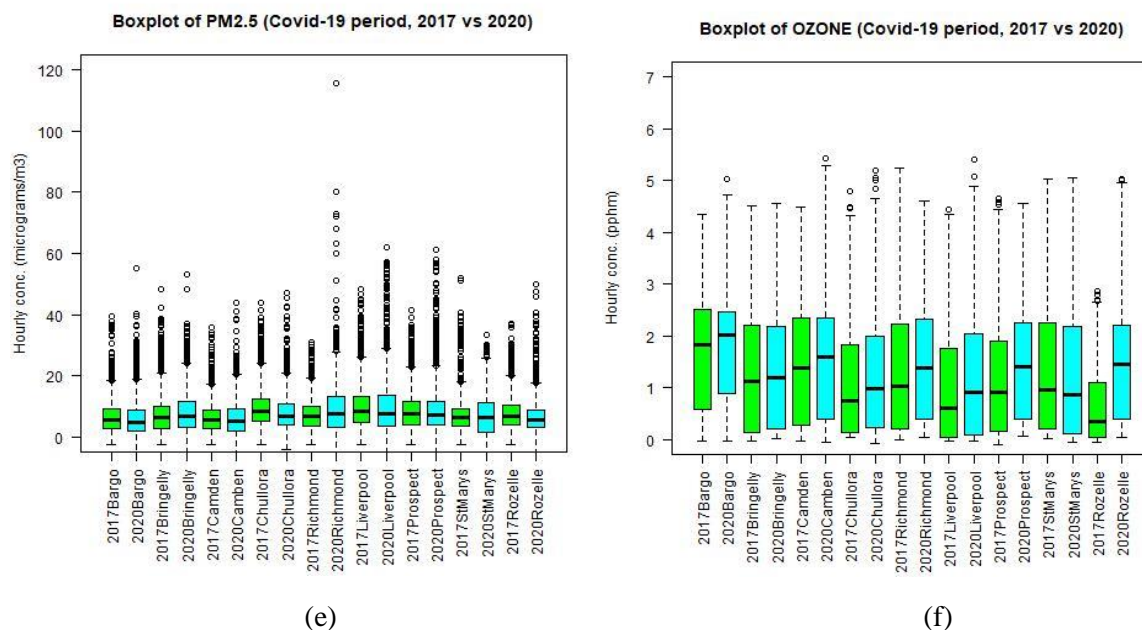 Boxplot of PM2.5 (Covid-19 period, 2017 vs 2020)
Hourly conc. (micrograms/m3)
120
100
80
60
40
20
0
2017Bargo
2020Bargo
2017Bringelly
2020Bringelly
2017Camden
2020Camben
2017Chullora
2020Chullora
2017Richmond
2020Richmond
2017Liverpool
2020Liverpool
2017Prospect
2020Prospect
2017StMarys
2020StMarys
2017Rozelle
2020Rozelle
(e)
Boxplot of OZONE (Covid-19 period, 2017 vs 2020)
Hourly conc. (pphm)
7
6
5
4
3
2
1
0
2017Bargo
2020Bargo
2017Bringelly
2020Bringelly
2017Camden
2020Camben
2017Chullora
2020Chullora
2017Richmond
2020Richmond
2017Liverpool
2020Liverpool
2017Prospect
2020Prospect
2017StMarys
2020StMarys
2017Rozelle
2020Rozelle
(f)